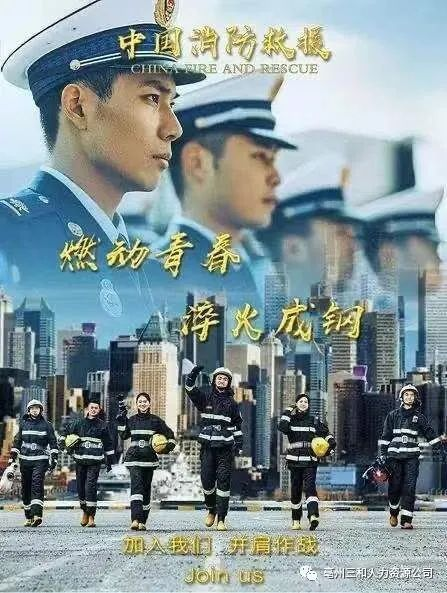 中国消防救援
CHINA FIRE AND RESCUE
燃动青春
淬火成钢
加入我们 并肩作战
Join us
亳州三和人力资源公司